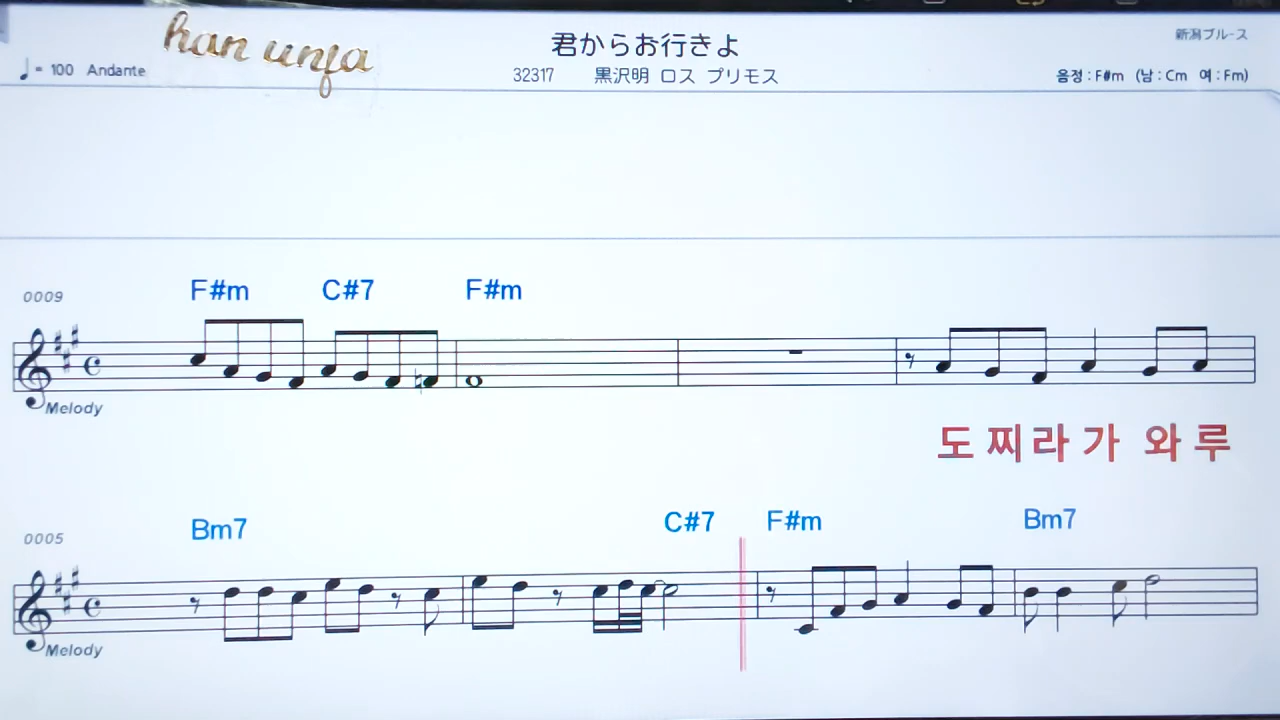 han unja
君からお行きよ
新潟ブルース
♩= 100 Andante
32317 黒沢明 ロス プリモス
음정 : F#m (남 : Cm 여 : Fm)
0009 F#m C#7 F#m
Melody
도 찌 라 가 와 루
0005 Bm7 C#7 F#m Bm7
Melody